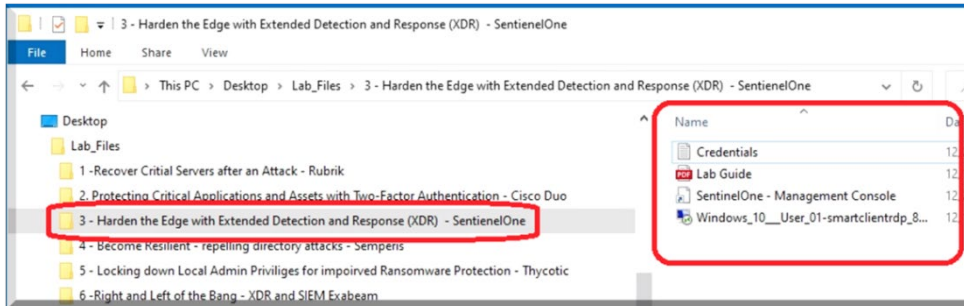 3 - Harden the Edge with Extended Detection and Response (XDR) - SentienelOne
File Home Share View
This PC > Desktop > Lab_Files > 3 - Harden the Edge with Extended Detection and Response (XDR) - SentienelOne
Desktop
Lab_Files
1 -Recover Critial Servers after an Attack - Rubrik
2. Protecting Critical Applications and Assets with Two-Factor Authentication - Cisco Duo
3 - Harden the Edge with Extended Detection and Response (XDR) - SentienelOne
4 - Become Resilient - repelling directory attacks - Semperis
5 - Locking down Local Admin Priviliges for impoirved Ransomware Protection - Thycotic
6 -Right and Left of the Bang - XDR and SIEM Exabeam
Name Da
Credentials 12,
PDF Lab Guide 12,
SentinelOne - Management Console 12,
Windows_10___User_01-smartclientrdp_8... 12,